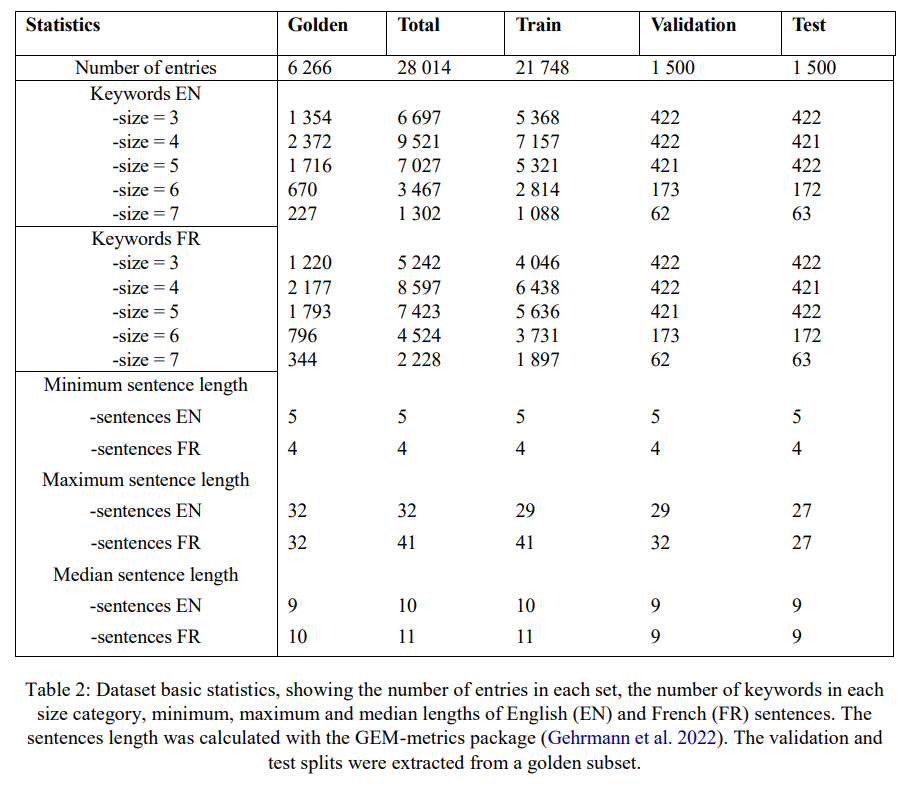 Statistics Golden Total Train Validation Test
Number of entries 6 266 28 014 21 748 1 500 1 500
Keywords EN
-size = 3 1 354 6 697 5 368 422 422
-size = 4 2 372 9 521 7 157 422 421
-size = 5 1 716 7 027 5 321 421 422
-size = 6 670 3 467 2 814 173 172
-size = 7 227 1 302 1 088 62 63
Keywords FR
-size = 3 1 220 5 242 4 046 422 422
-size = 4 2 177 8 597 6 438 422 421
-size = 5 1 793 7 423 5 636 421 422
-size = 6 796 4 524 3 731 173 172
-size = 7 344 2 228 1 897 62 63
Minimum sentence length
-sentences EN 5 5 5 5 5
-sentences FR 4 4 4 4 4
Maximum sentence length
-sentences EN 32 32 29 29 27
-sentences FR 32 41 41 32 27
Median sentence length
-sentences EN 9 10 10 9 9
-sentences FR 10 11 11 9 9
Table 2: Dataset basic statistics, showing the number of entries in each set, the number of keywords in each
size category, minimum, maximum and median lengths of English (EN) and French (FR) sentences. The
sentences length was calculated with the GEM-metrics package (Gehrmann et al. 2022). The validation and
test splits were extracted from a golden subset.